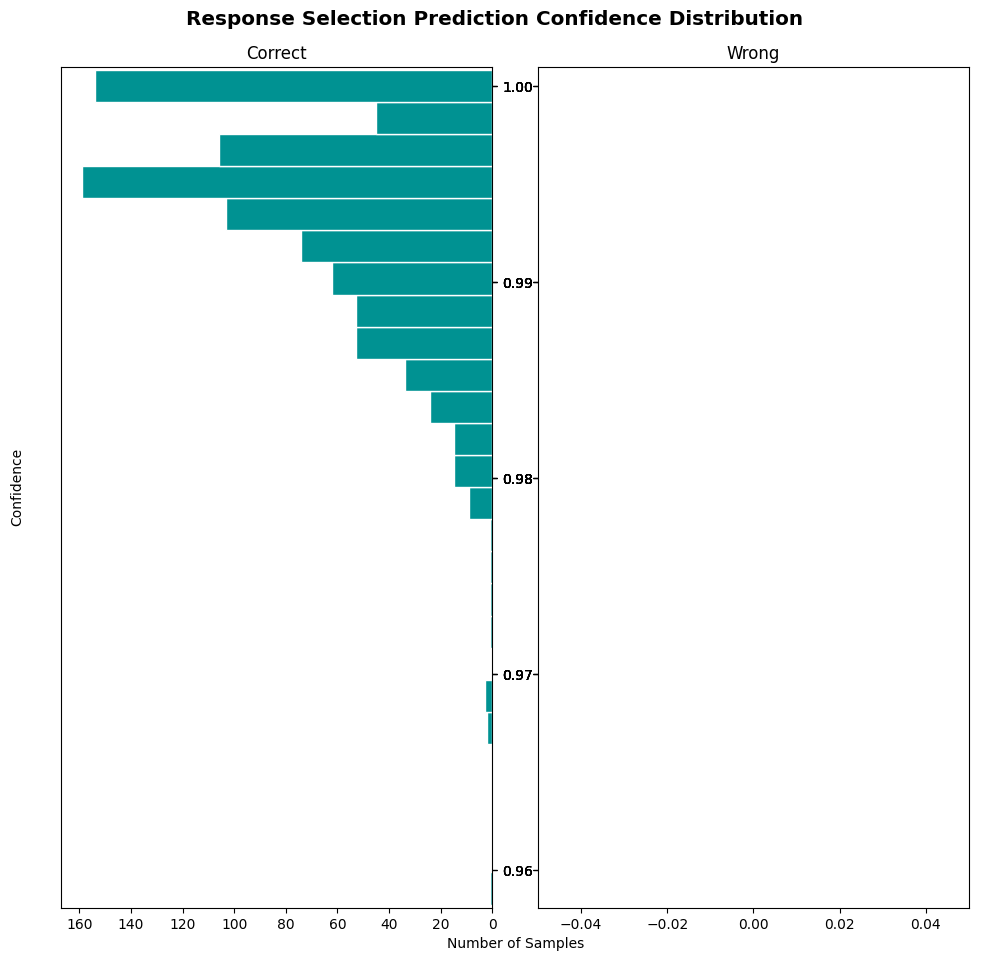 Response Selection Prediction Confidence Distribution
Correct
Wrong
1.00
0.99
0.98
0.97
0.96
Confidence
160 140 120 100 80 60 40 20 0
−0.04 −0.02 0.00 0.02 0.04
Number of Samples